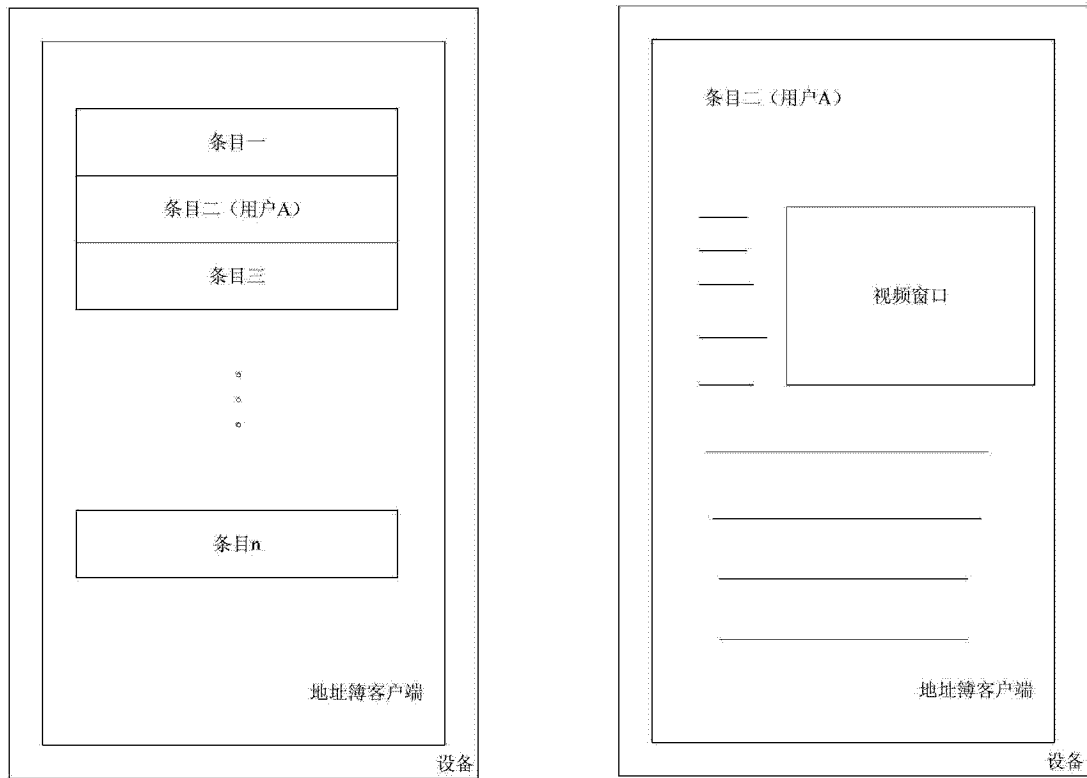 条目一
条目二（用户A）
条目三
条目n
地址簿客户端
设备
条目二（用户A）
视频窗口
地址簿客户端
设备